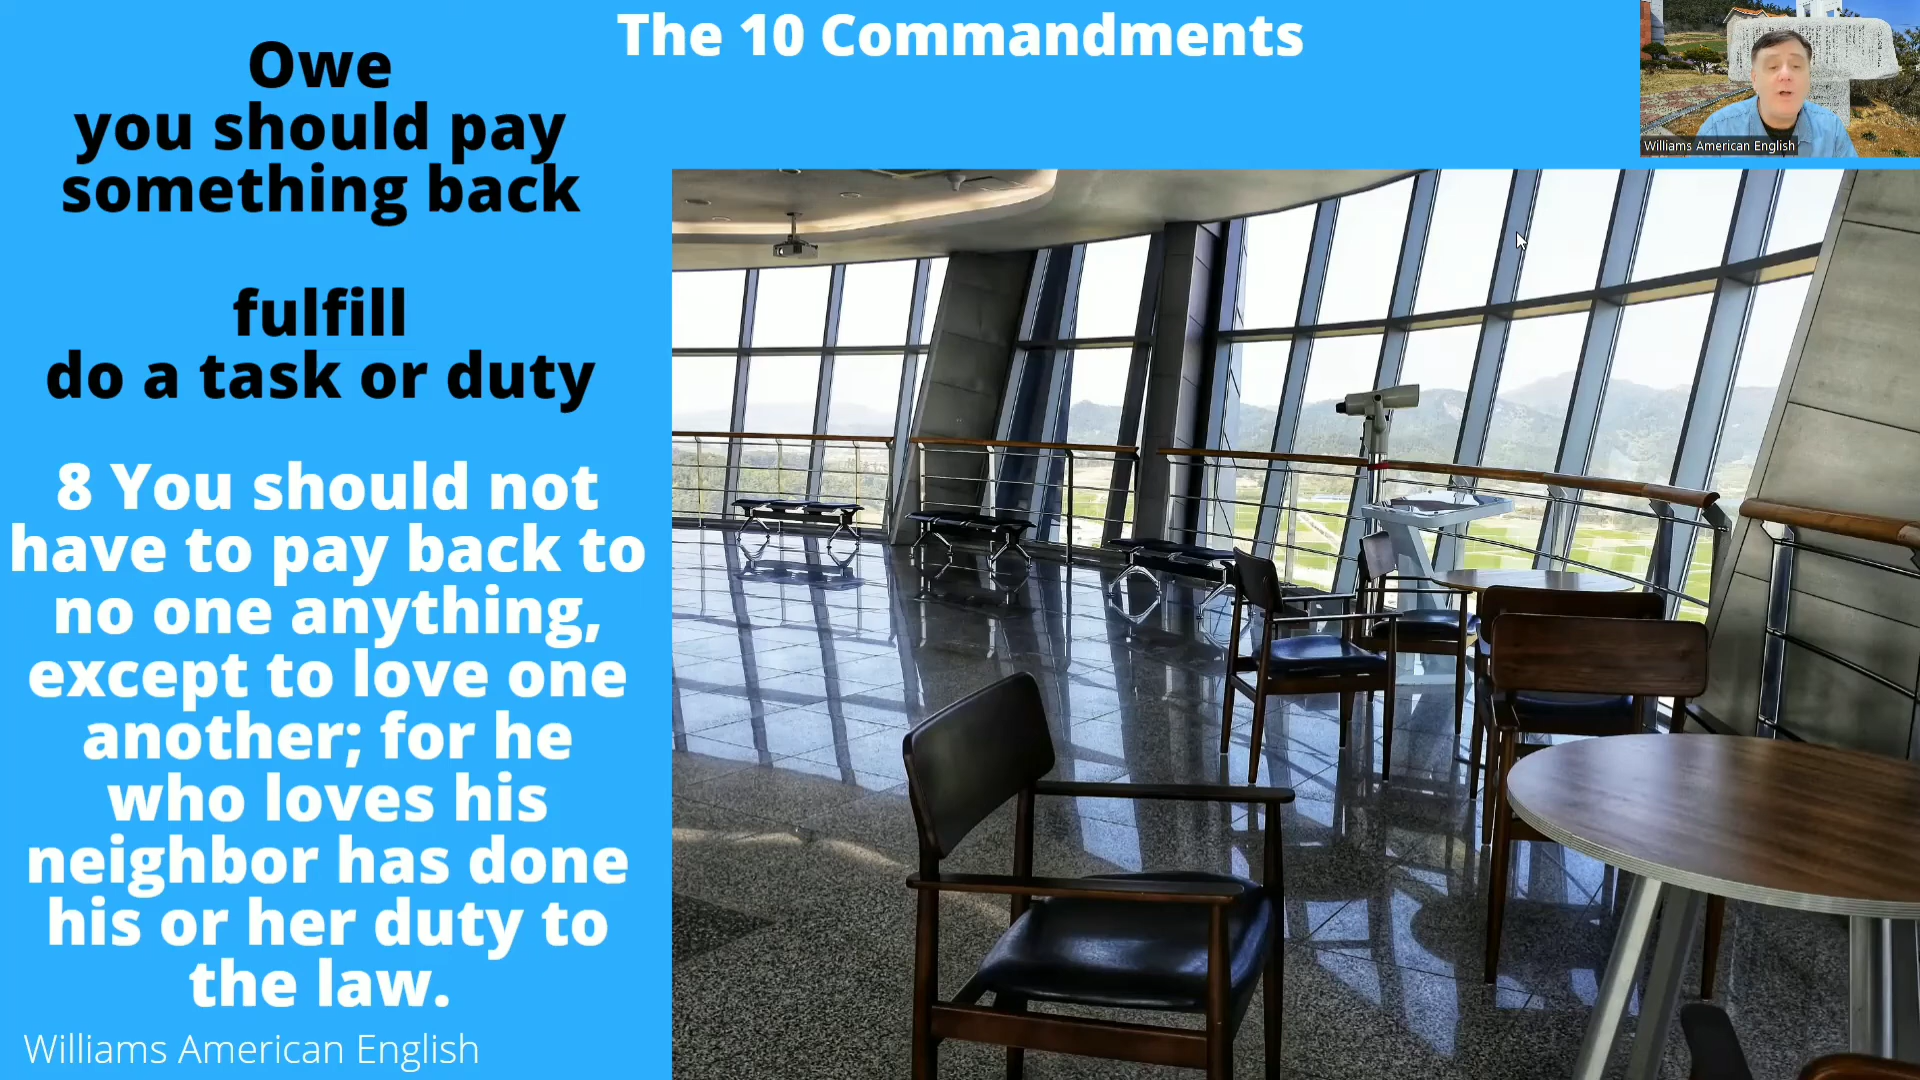 The 10 Commandments
Owe
you should pay
something back
fulfill
do a task or duty
8 You should not
have to pay back to
no one anything,
except to love one
another; for he
who loves his
neighbor has done
his or her duty to
the law.
Williams American English
Williams American English